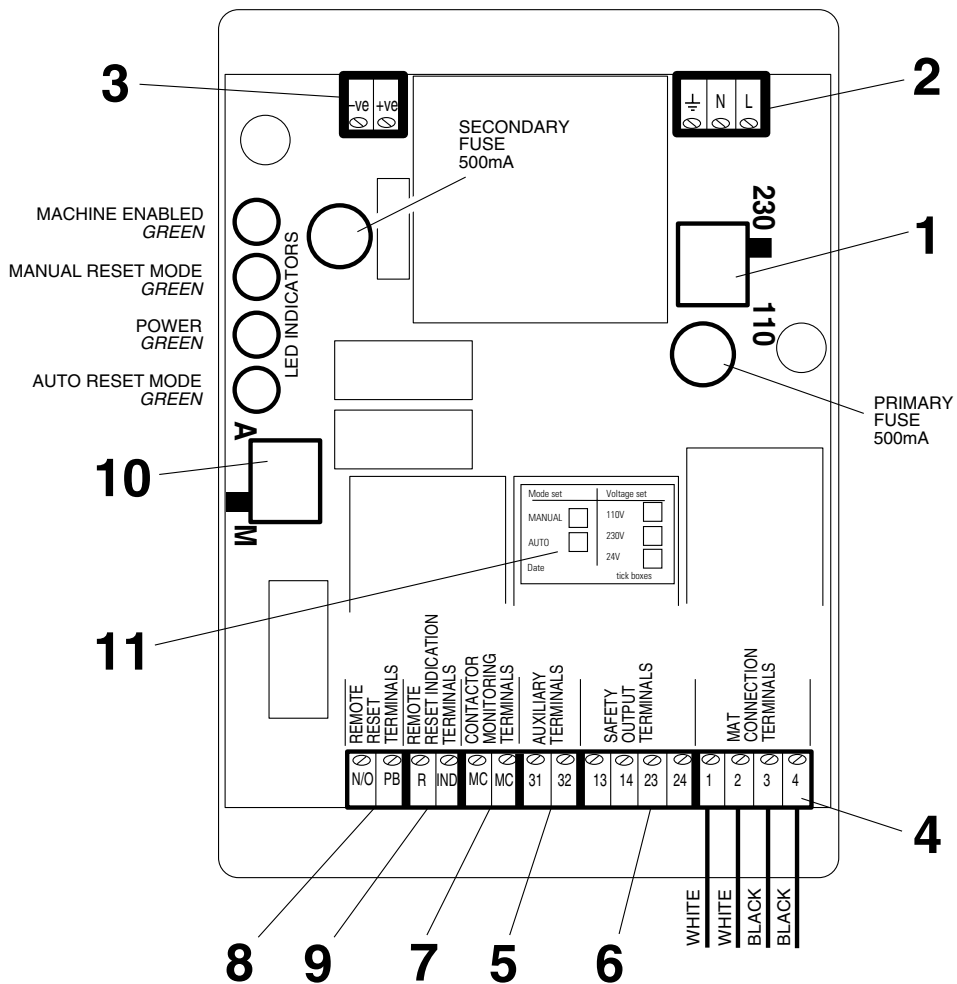 3
2
-ve +ve
N L
SECONDARY
FUSE
500mA
230
1
110
MACHINE ENABLED
GREEN
MANUAL RESET MODE
GREEN
POWER
GREEN
AUTO RESET MODE
GREEN
LED INDICATORS
PRIMARY
FUSE
500mA
A
10
M
Mode set Voltage set
MANUAL 110V
AUTO 230V
24V
Date
tick boxes
11
REMOTE
RESET
TERMINALS
REMOTE
RESET INDICATION
TERMINALS
CONTACTOR
MONITORING
TERMINALS
AUXILIARY
TERMINALS
SAFETY
OUTPUT
TERMINALS
MAT
CONNECTION
TERMINALS
N/O PB R IND MC MC 31 32 13 14 23 24 1 2 3 4
4
WHITE
WHITE
BLACK
BLACK
8 9 7 5 6